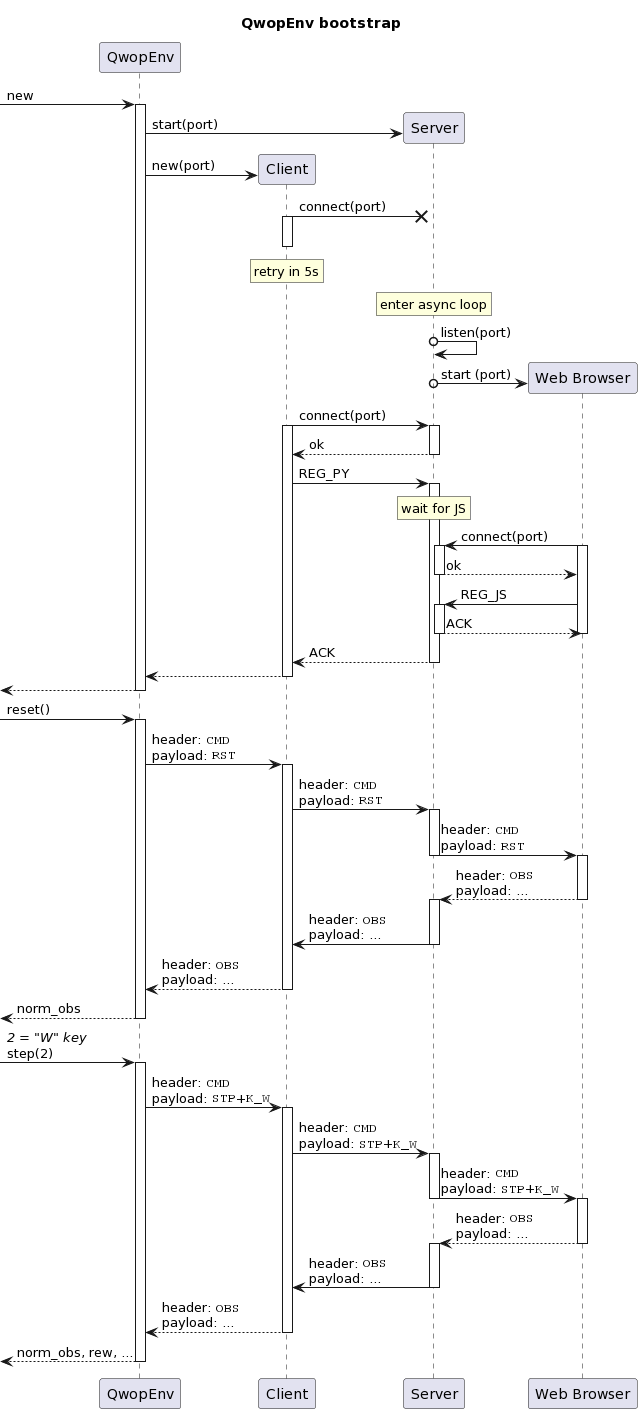 QwopEnv bootstrap
QwopEnv
new
start(port)
Server
new(port)
Client
connect(port)
retry in 5s
enter async loop
listen(port)
start (port)
Web Browser
connect(port)
ok
REG_PY
wait for JS
connect(port)
ok
REG_JS
ACK
ACK
reset()
header: CMD
payload: RST
header: CMD
payload: RST
header: CMD
payload: RST
header: OBS
payload: ...
header: OBS
payload: ...
header: OBS
payload: ...
norm_obs
2 = "W" key
step(2)
header: CMD
payload: STP+K_W
header: CMD
payload: STP+K_W
header: CMD
payload: STP+K_W
header: OBS
payload: ...
header: OBS
payload: ...
header: OBS
payload: ...
norm_obs, rew, ...
QwopEnv
Client
Server
Web Browser